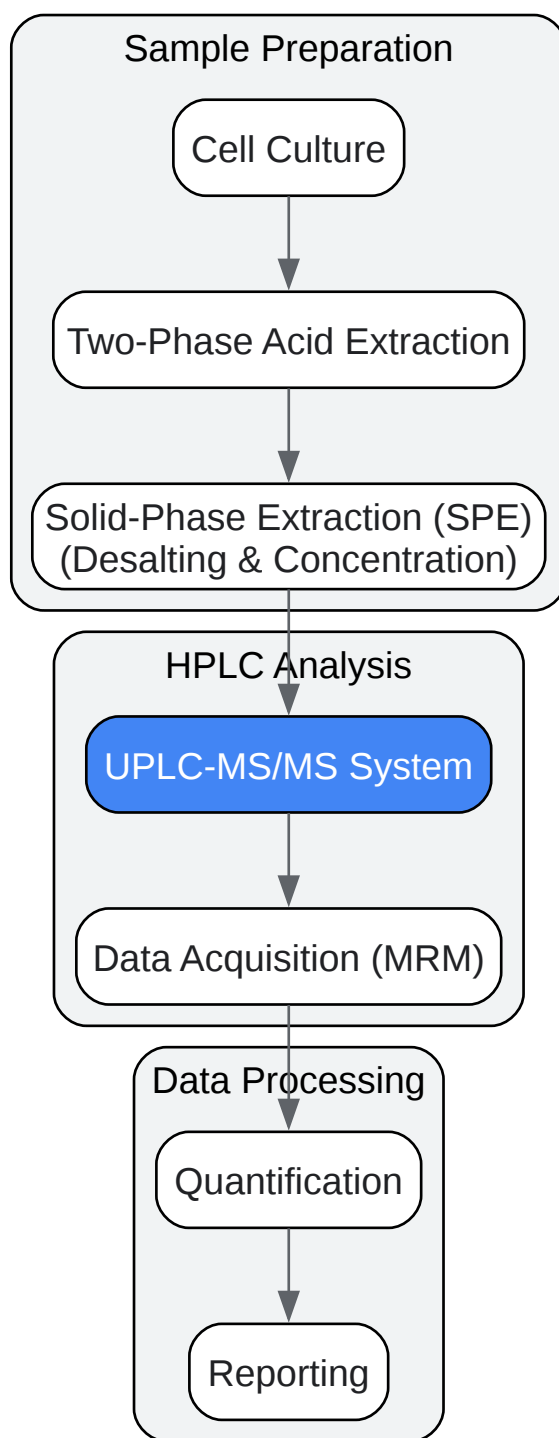 Sample Preparation
Cell Culture
Two-Phase Acid Extraction
Solid-Phase Extraction (SPE)
(Desalting & Concentration)
HPLC Analysis
UPLC-MS/MS System
Data Acquisition (MRM)
Data Processing
Quantification
Reporting